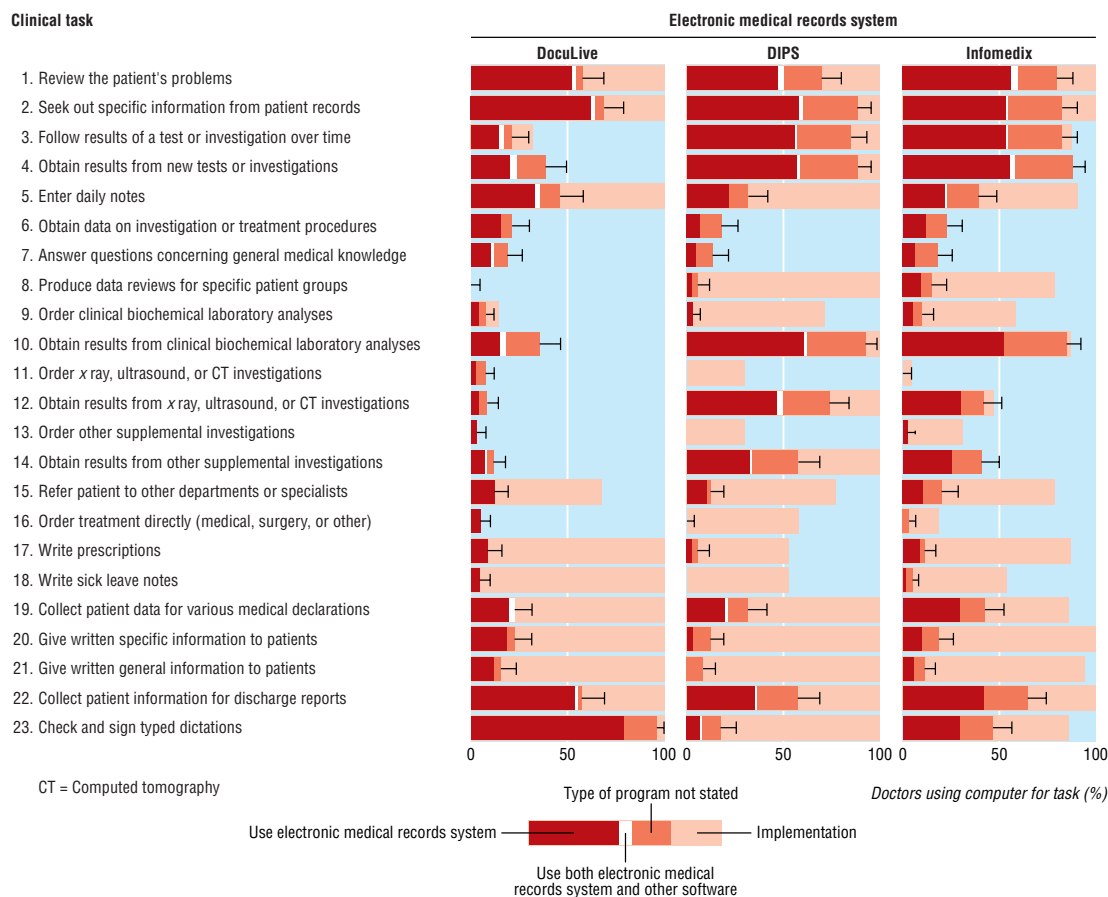 Clinical task
Electronic medical records system
DocuLive
DIPS
Infomedix
1. Review the patient's problems
2. Seek out specific information from patient records
3. Follow results of a test or investigation over time
4. Obtain results from new tests or investigations
5. Enter daily notes
6. Obtain data on investigation or treatment procedures
7. Answer questions concerning general medical knowledge
8. Produce data reviews for specific patient groups
9. Order clinical biochemical laboratory analyses
10. Obtain results from clinical biochemical laboratory analyses
11. Order x ray, ultrasound, or CT investigations
12. Obtain results from x ray, ultrasound, or CT investigations
13. Order other supplemental investigations
14. Obtain results from other supplemental investigations
15. Refer patient to other departments or specialists
16. Order treatment directly (medical, surgery, or other)
17. Write prescriptions
18. Write sick leave notes
19. Collect patient data for various medical declarations
20. Give written specific information to patients
21. Give written general information to patients
22. Collect patient information for discharge reports
23. Check and sign typed dictations
0 50 100 0 50 100 0 50 100
CT = Computed tomography
Doctors using computer for task (%)
Type of program not stated
Use electronic medical records system
Implementation
Use both electronic medical
records system and other software